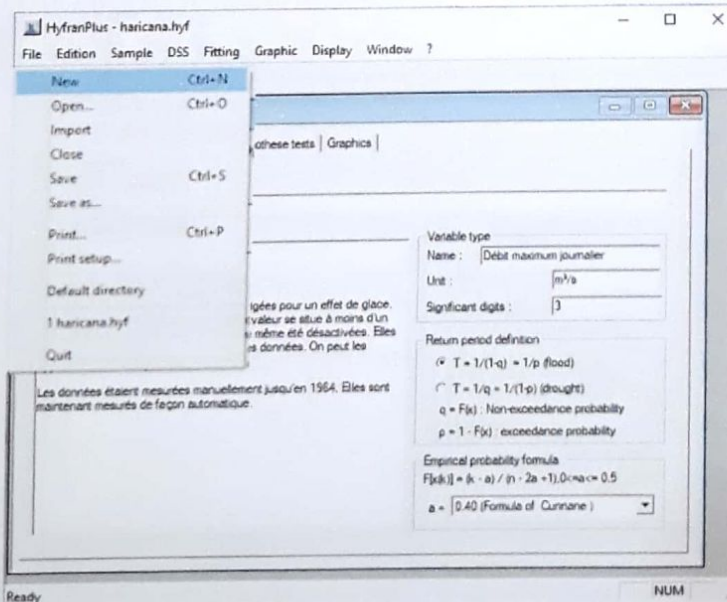 HyfranPlus - haricana.hyf
File Edition Sample DSS Fitting Graphic Display Window ?
New Ctrl+N
Open... Ctrl+O
Import
Close
Save Ctrl+S
Save as...
Print... Ctrl+P
Print setup...
Default directory
1 haricana.hyf
Quit
othese tests | Graphics |
igées pour un effet de glace.
valeur se situe à moins d'un
même été désactivées. Elles
s données. On peut les
Les données étaient mesurées manuellement jusqu'en 1964. Elles sont
maintenant mesurés de façon automatique.
Variable type
Name : Débit maximum journalier
Unit : m³/s
Significant digits : 3
Return period definition
T = 1/(1-q) = 1/p (flood)
T = 1/q = 1/(1-p) (drought)
q = F(x) : Non-exceedance probability
p = 1 - F(x) : exceedance probability
Empirical probability formula
F[x(k)] = (k - a) / (n - 2a +1),0<=a<= 0.5
a = 0.40 (Formula of Cunnane )
Ready
NUM